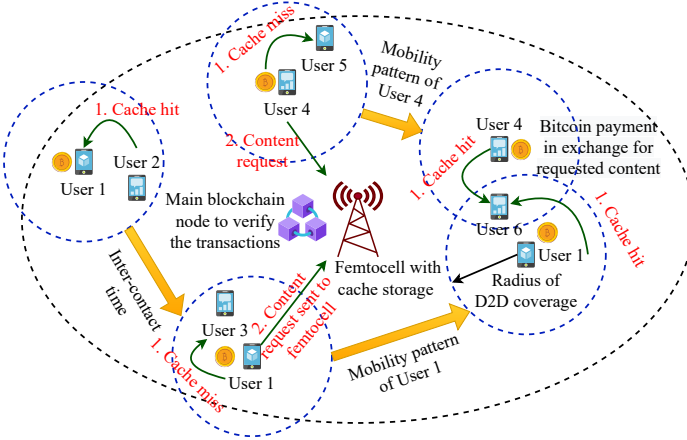 1. Cache miss
User 5
User 4
2. Content
request
Mobility
pattern of
User 4
1. Cache hit
User 2
User 1
User 4
Bitcoin payment
in exchange for
requested content
1. Cache hit
User 6
User 1
1. Cache hit
Radius of
D2D coverage
Main blockchain
node to verify
the transactions
Femtocell with
cache storage
Inter-contact
time
User 3
1. Cache miss
User 1
2. Content
request sent to
femtocell
Mobility pattern
of User 1